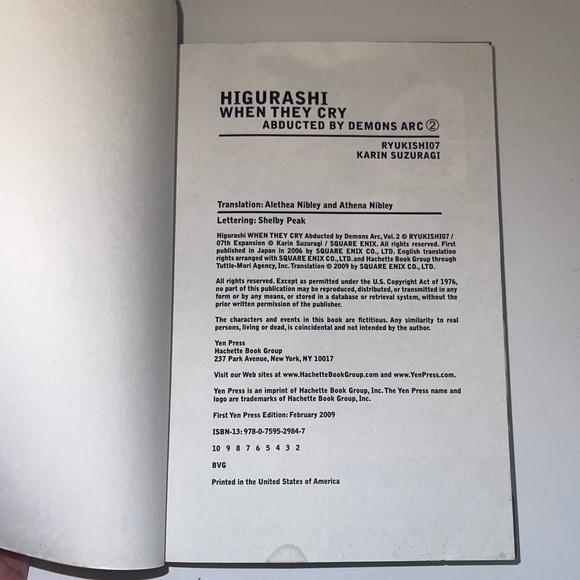 HIGURASHI
WHEN THEY CRY
ABDUCTED BY DEMONS ARC ②
RYUKISHI07
KARIN SUZURAGI
Translation: Alethea Nibley and Athena Nibley
Lettering: Shelby Peak
Higurashi WHEN THEY CRY Abducted by Demons Arc, Vol. 2 © RYUKISHI07 /
07th Expansion © Karin Suzuragi / SQUARE ENIX. All rights reserved. First
published in Japan in 2006 by SQUARE ENIX CO., LTD. English translation
rights arranged with SQUARE ENIX CO., LTD. and Hachette Book Group through
Tuttle-Mori Agency, Inc. Translation © 2009 by SQUARE ENIX CO., LTD.
All rights reserved. Except as permitted under the U.S. Copyright Act of 1976,
no part of this publication may be reproduced, distributed, or transmitted in any
form or by any means, or stored in a database or retrieval system, without the
prior written permission of the publisher.
The characters and events in this book are fictitious. Any similarity to real
persons, living or dead, is coincidental and not intended by the author.
Yen Press
Hachette Book Group
237 Park Avenue, New York, NY 10017
Visit our Web sites at www.HachetteBookGroup.com and www.YenPress.com.
Yen Press is an imprint of Hachette Book Group, Inc. The Yen Press name and
logo are trademarks of Hachette Book Group, Inc.
First Yen Press Edition: February 2009
ISBN-13: 978-0-7595-2984-7
10 9 8 7 6 5 4 3 2
BVG
Printed in the United States of America